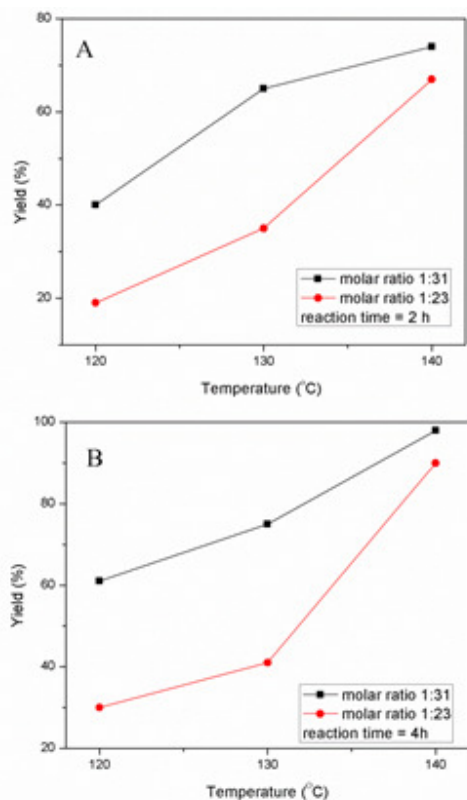 A
80
60
40
20
Yield (%)
molar ratio 1:31
molar ratio 1:23
reaction time = 2 h
120 130 140
Temperature (°C)
B
100
80
60
40
20
Yield (%)
molar ratio 1:31
molar ratio 1:23
reaction time = 4h
120 130 140
Temperature (°C)